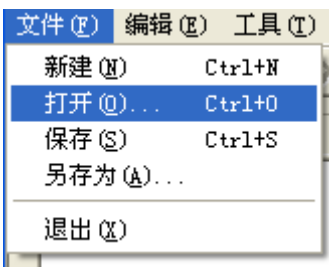 文件(F) 编辑(E) 工具(T)
新建(N) Ctrl+N
打开(O)... Ctrl+O
保存(S) Ctrl+S
另存为(A)...
退出(X)